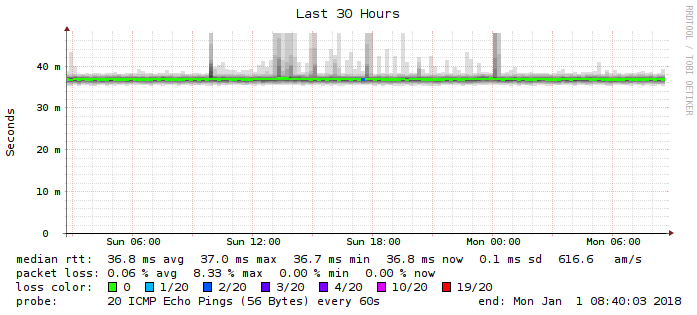 Last 30 Hours
RRDTOOL / TOBI OETIKER
Seconds
40 m
30 m
20 m
10 m
0
Sun 06:00 Sun 12:00 Sun 18:00 Mon 00:00 Mon 06:00
median rtt: 36.8 ms avg 37.0 ms max 36.7 ms min 36.8 ms now 0.1 ms sd 616.6 am/s
packet loss: 0.06 % avg 8.33 % max 0.00 % min 0.00 % now
loss color: 0 1/20 2/20 3/20 4/20 10/20 19/20
probe: 20 ICMP Echo Pings (56 Bytes) every 60s end: Mon Jan 1 08:40:03 2018